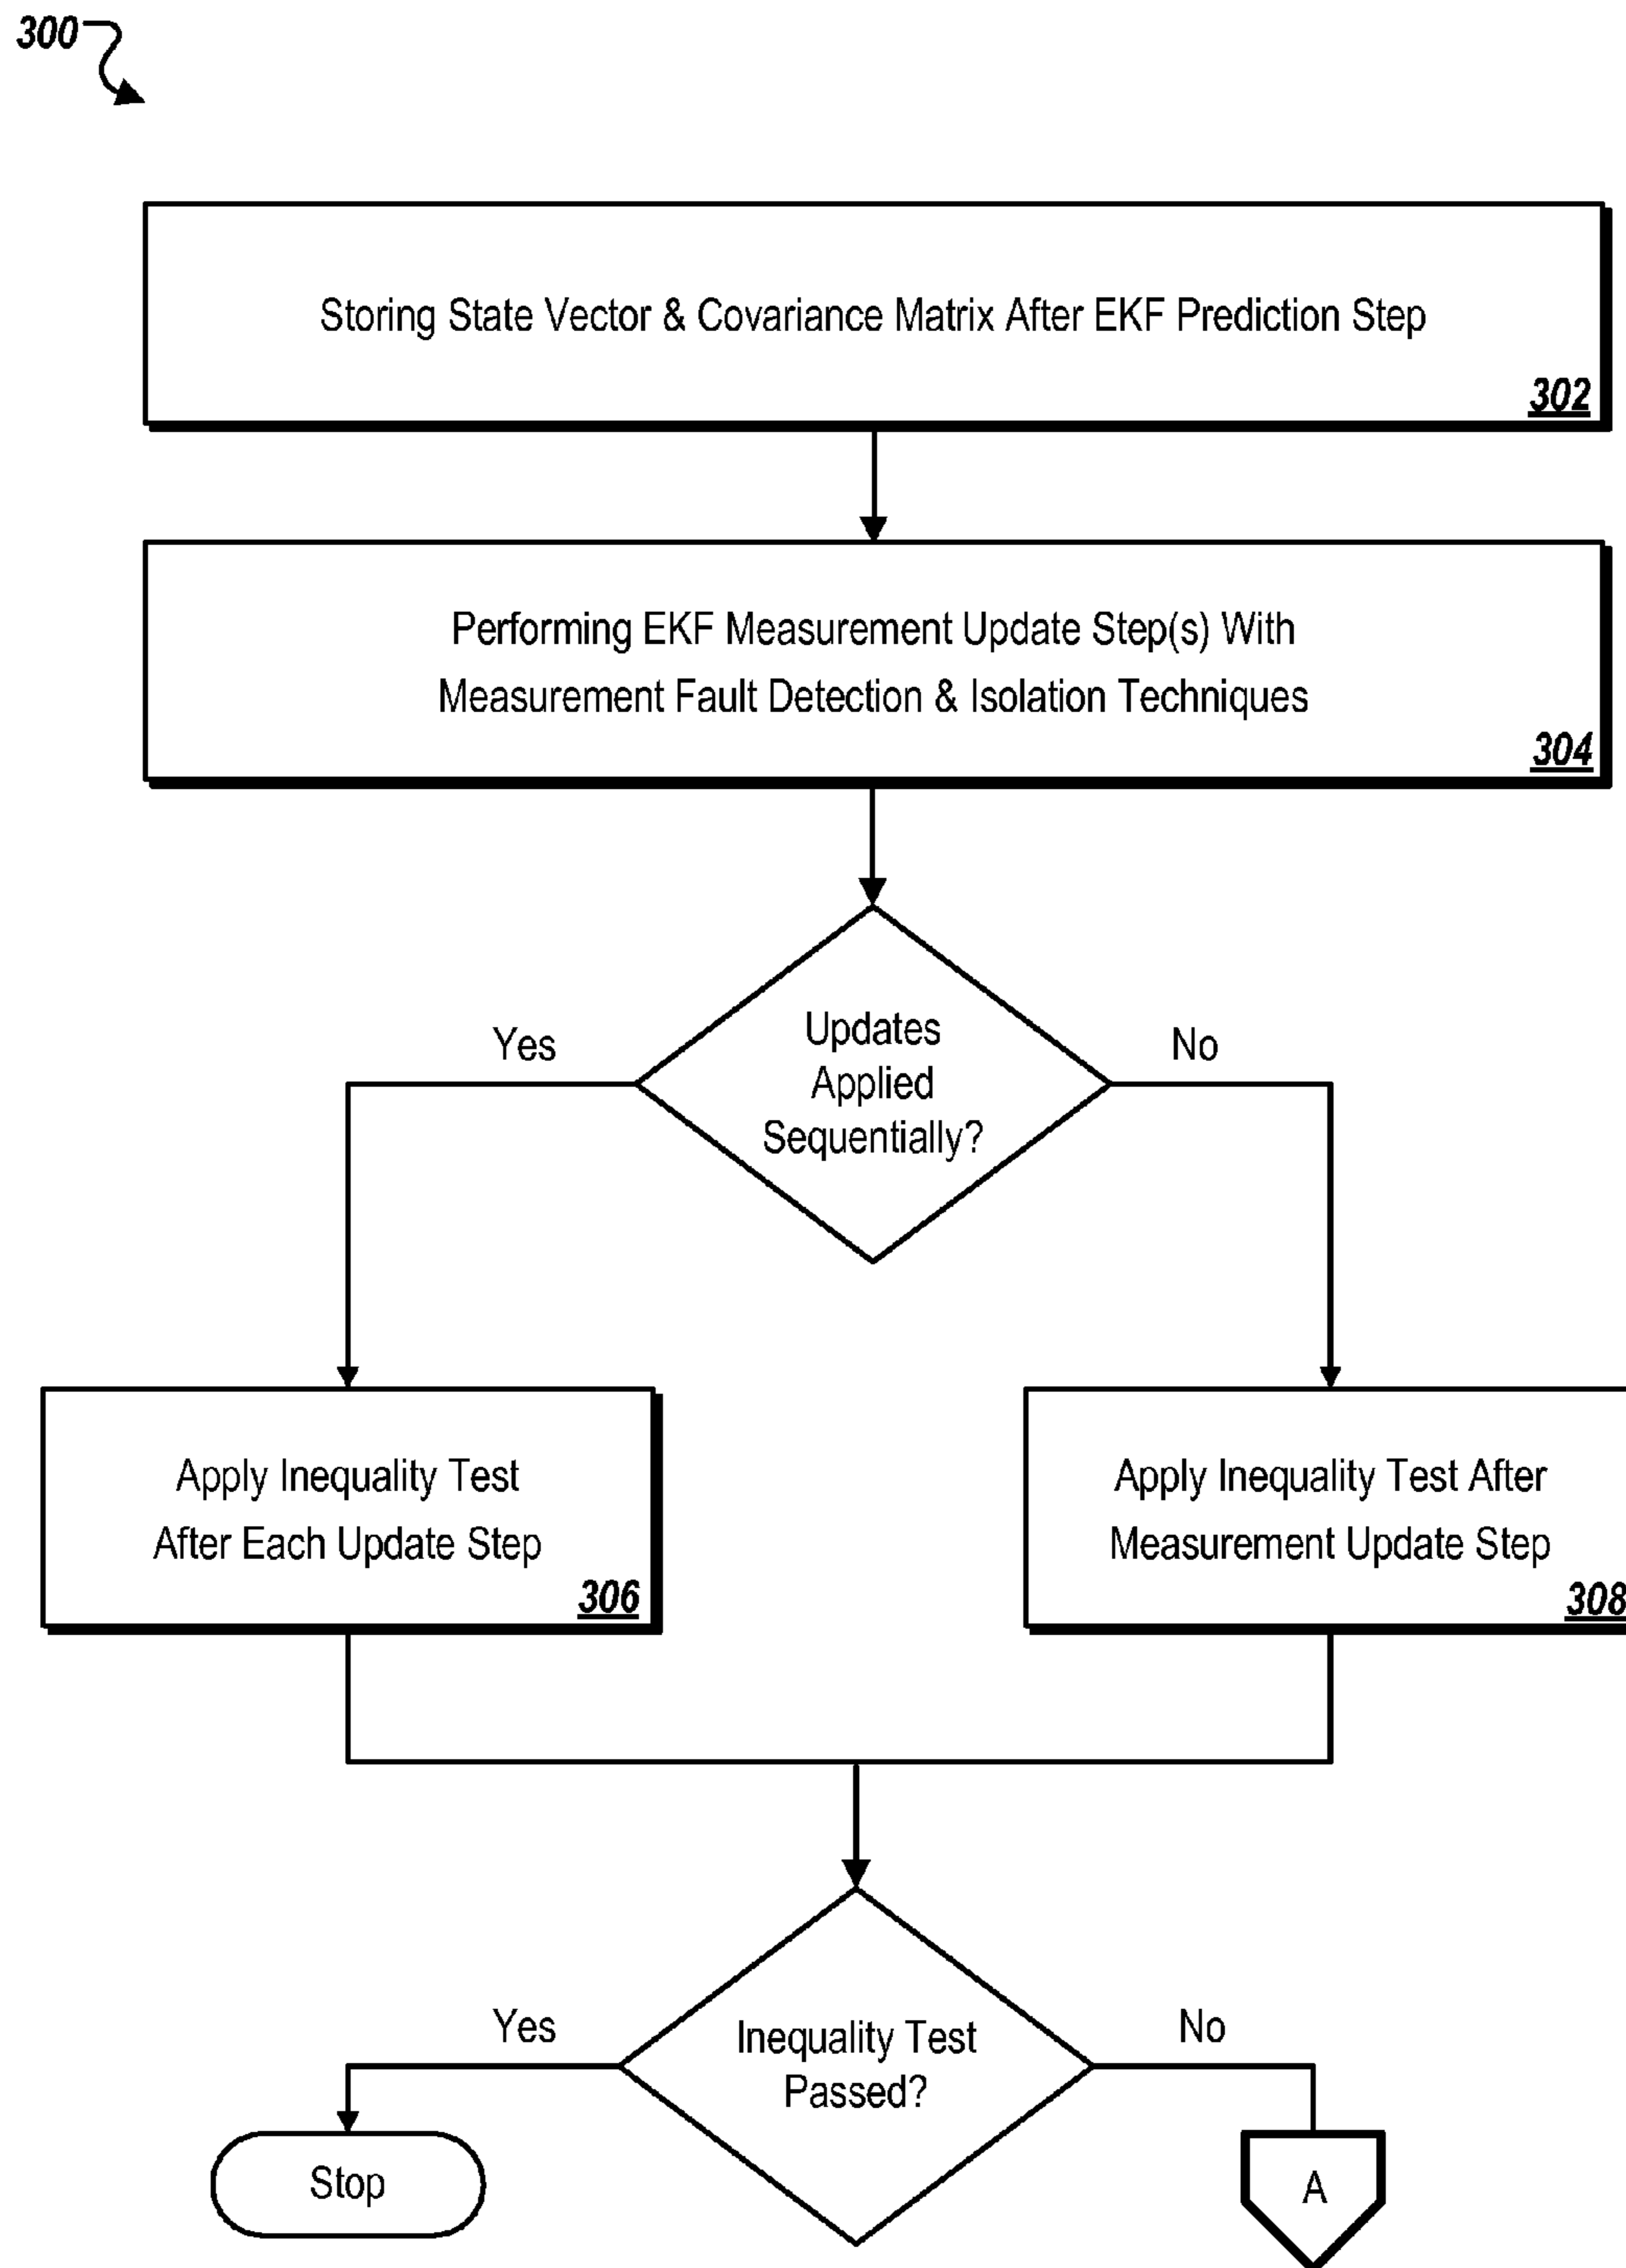 300
Storing State Vector & Covariance Matrix After EKF Prediction Step
302
Performing EKF Measurement Update Step(s) With
Measurement Fault Detection & Isolation Techniques
304
Updates
Applied
Sequentially?
Yes
No
Apply Inequality Test
After Each Update Step
306
Apply Inequality Test After
Measurement Update Step
308
Inequality Test
Passed?
Yes
No
Stop
A